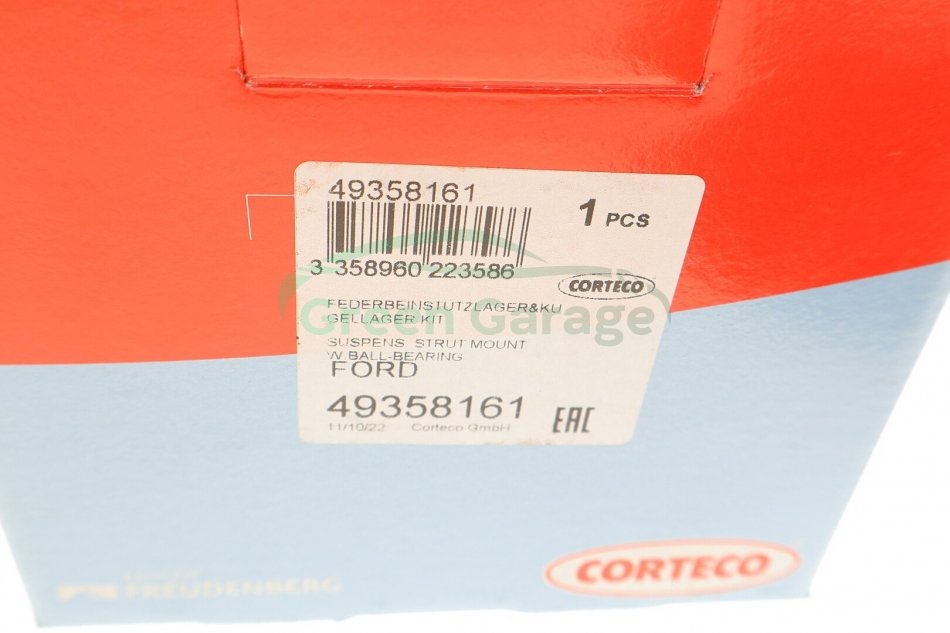 49358161
1 PCS
3 358960 223586
CORTECO
FEDERBEINSTUTZLAGER&KU
GELLAGER KIT
Green Garage
SUSPENS. STRUT MOUNT
W.BALL-BEARING
FORD
49358161
11/10/22 Corteco GmbH
EAC
CORTECO
FREUDENBERG